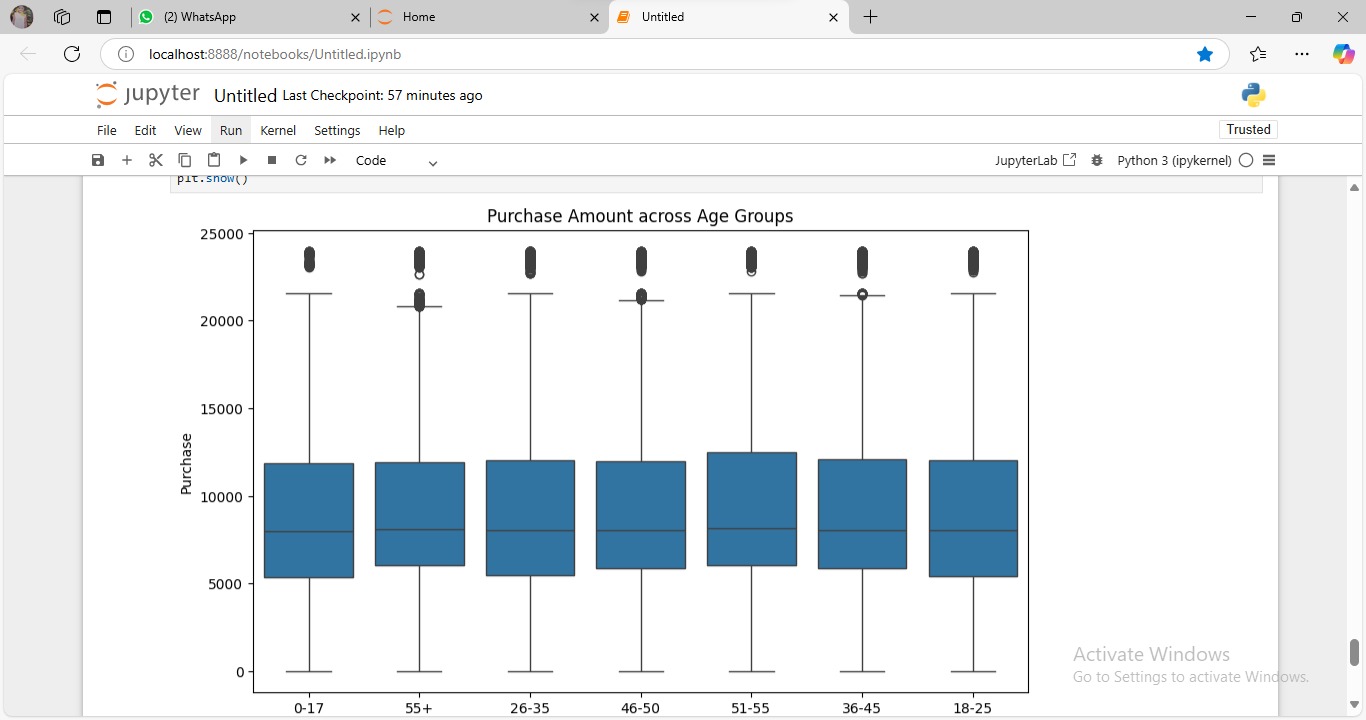 (2) WhatsApp
Home
Untitled
localhost:8888/notebooks/Untitled.ipynb
jupyter Untitled Last Checkpoint: 57 minutes ago
File Edit View Run Kernel Settings Help
Trusted
Code
JupyterLab
Python 3 (ipykernel)
plt.show()
Purchase Amount across Age Groups
25000
20000
15000
10000
5000
0
Purchase
0-17 55+ 26-35 46-50 51-55 36-45 18-25
Activate Windows
Go to Settings to activate Windows.